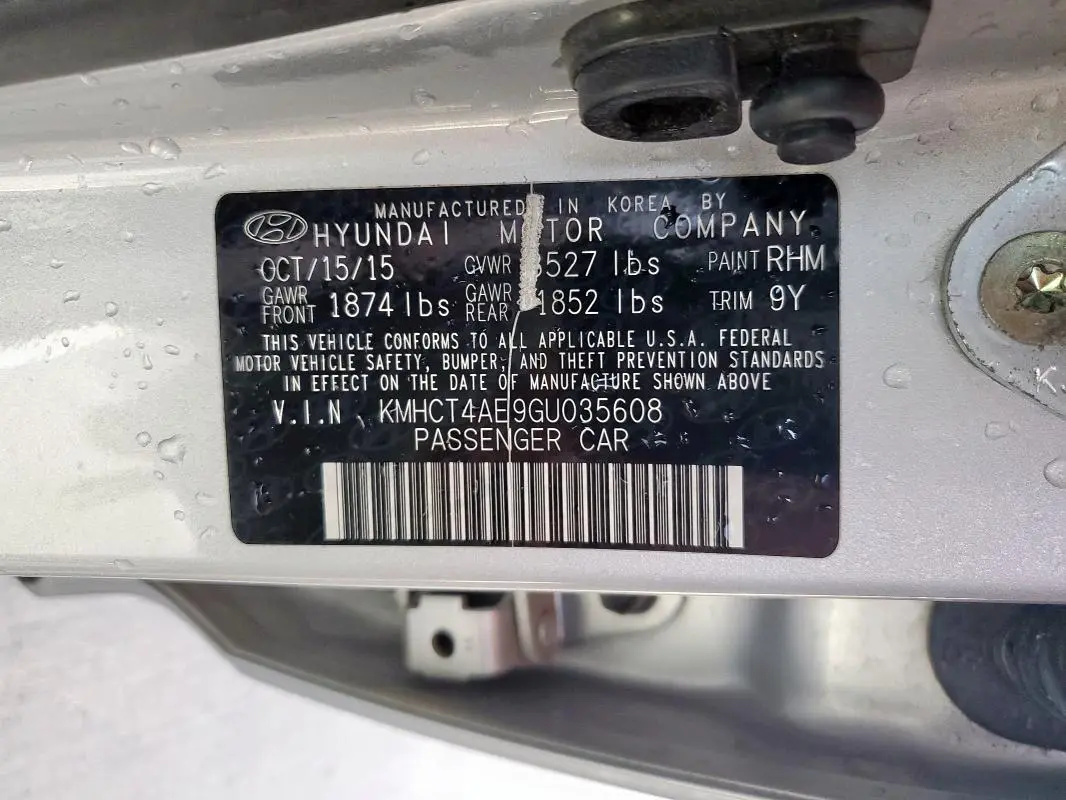 MANUFACTURED IN KOREA BY
HYUNDAI MOTOR COMPANY
OCT/15/15 GVWR 3527 lbs PAINT RHM
GAWR FRONT 1874 lbs GAWR REAR 1852 lbs TRIM 9Y
THIS VEHICLE CONFORMS TO ALL APPLICABLE U.S.A. FEDERAL
MOTOR VEHICLE SAFETY, BUMPER, AND THEFT PREVENTION STANDARDS
IN EFFECT ON THE DATE OF MANUFACTURE SHOWN ABOVE
V.I.N KMHCT4AE9GU035608
PASSENGER CAR